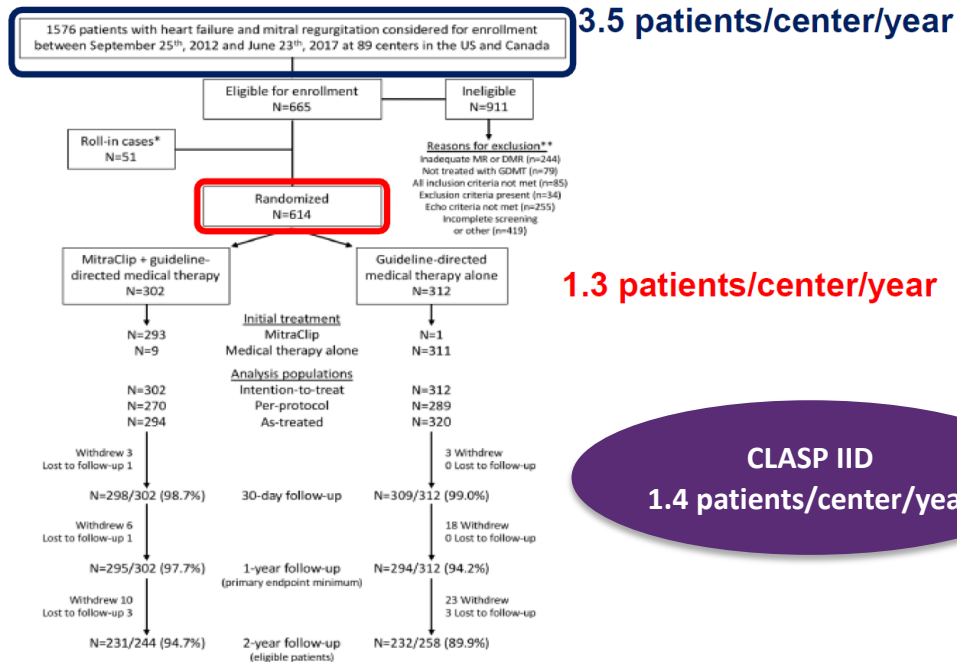 1576 patients with heart failure and mitral regurgitation considered for enrollment
between September 25th, 2012 and June 23th, 2017 at 89 centers in the US and Canada
3.5 patients/center/year
Eligible for enrollment
N=665
Ineligible
N=911
Roll-in cases*
N=51
Reasons for exclusion**
Inadequate MR or DMR (n=244)
Not treated with GDMT (n=79)
All inclusion criteria not met (n=85)
Exclusion criteria present (n=34)
Echo criteria not met (n=255)
Incomplete screening
or other (n=419)
Randomized
N=614
MitraClip + guideline-
directed medical therapy
N=302
Guideline-directed
medical therapy alone
N=312
1.3 patients/center/year
Initial treatment
N=293 MitraClip N=1
N=9 Medical therapy alone N=311
Analysis populations
N=302 Intention-to-treat N=312
N=270 Per-protocol N=289
N=294 As-treated N=320
Withdrew 3
Lost to follow-up 1
3 Withdrew
0 Lost to follow-up
N=298/302 (98.7%) 30-day follow-up N=309/312 (99.0%)
Withdrew 6
Lost to follow-up 1
18 Withdrew
0 Lost to follow-up
N=295/302 (97.7%) 1-year follow-up N=294/312 (94.2%)
(primary endpoint minimum)
Withdrew 10
Lost to follow-up 3
23 Withdrew
3 Lost to follow-up
N=231/244 (94.7%) 2-year follow-up N=232/258 (89.9%)
(eligible patients)
CLASP IID
1.4 patients/center/yea